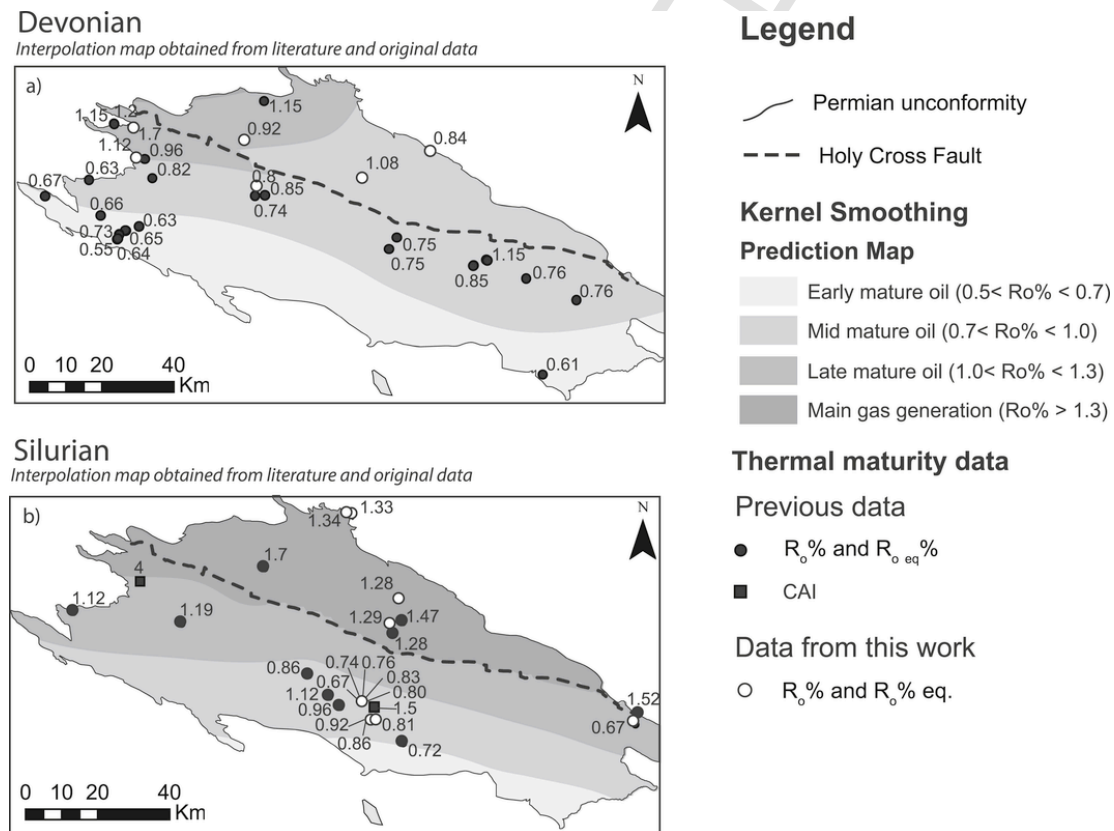 Devonian
Interpolation map obtained from literature and original data
a)
N
1.15
1.2
1.15
1.7
0.92
0.84
1.12
0.96
1.08
0.63
0.82
0.8
0.67
0.85
0.74
0.66
0.63
0.73
0.65
0.55
0.64
0.75
0.75
1.15
0.85
0.76
0.76
0.61
0 10 20 40
Km
Silurian
Interpolation map obtained from literature and original data
b)
N
1.33
1.34
1.7
4
1.28
1.12
1.19
1.29
1.47
1.28
0.74
0.76
0.86
0.67
0.83
1.12
0.80
0.96
1.5
0.92
0.81
0.86
0.72
1.52
0.67
0 10 20 40
Km
Legend
Permian unconformity
Holy Cross Fault
Kernel Smoothing
Prediction Map
Early mature oil (0.5< Ro% < 0.7)
Mid mature oil (0.7< Ro% < 1.0)
Late mature oil (1.0< Ro% < 1.3)
Main gas generation (Ro% > 1.3)
Thermal maturity data
Previous data
Ro% and Ro eq%
CAI
Data from this work
Ro% and Ro% eq.